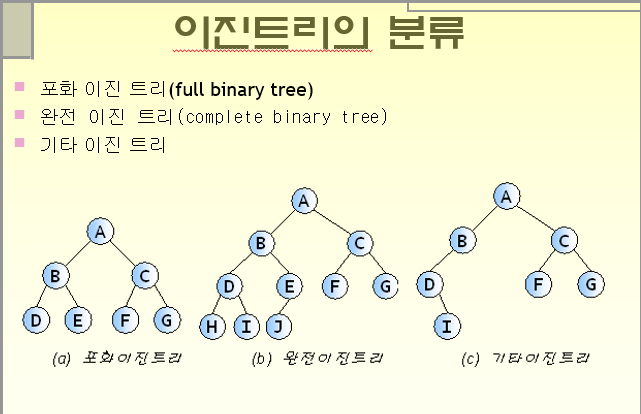 이진트리의 분류
포화 이진 트리(full binary tree)
완전 이진 트리(complete binary tree)
기타 이진 트리
A
B C
D E F G
A
B C
D E F G
H I J
A
B C
D F G
I
(a) 포화이진트리
(b) 완전이진트리
(c) 기타이진트리